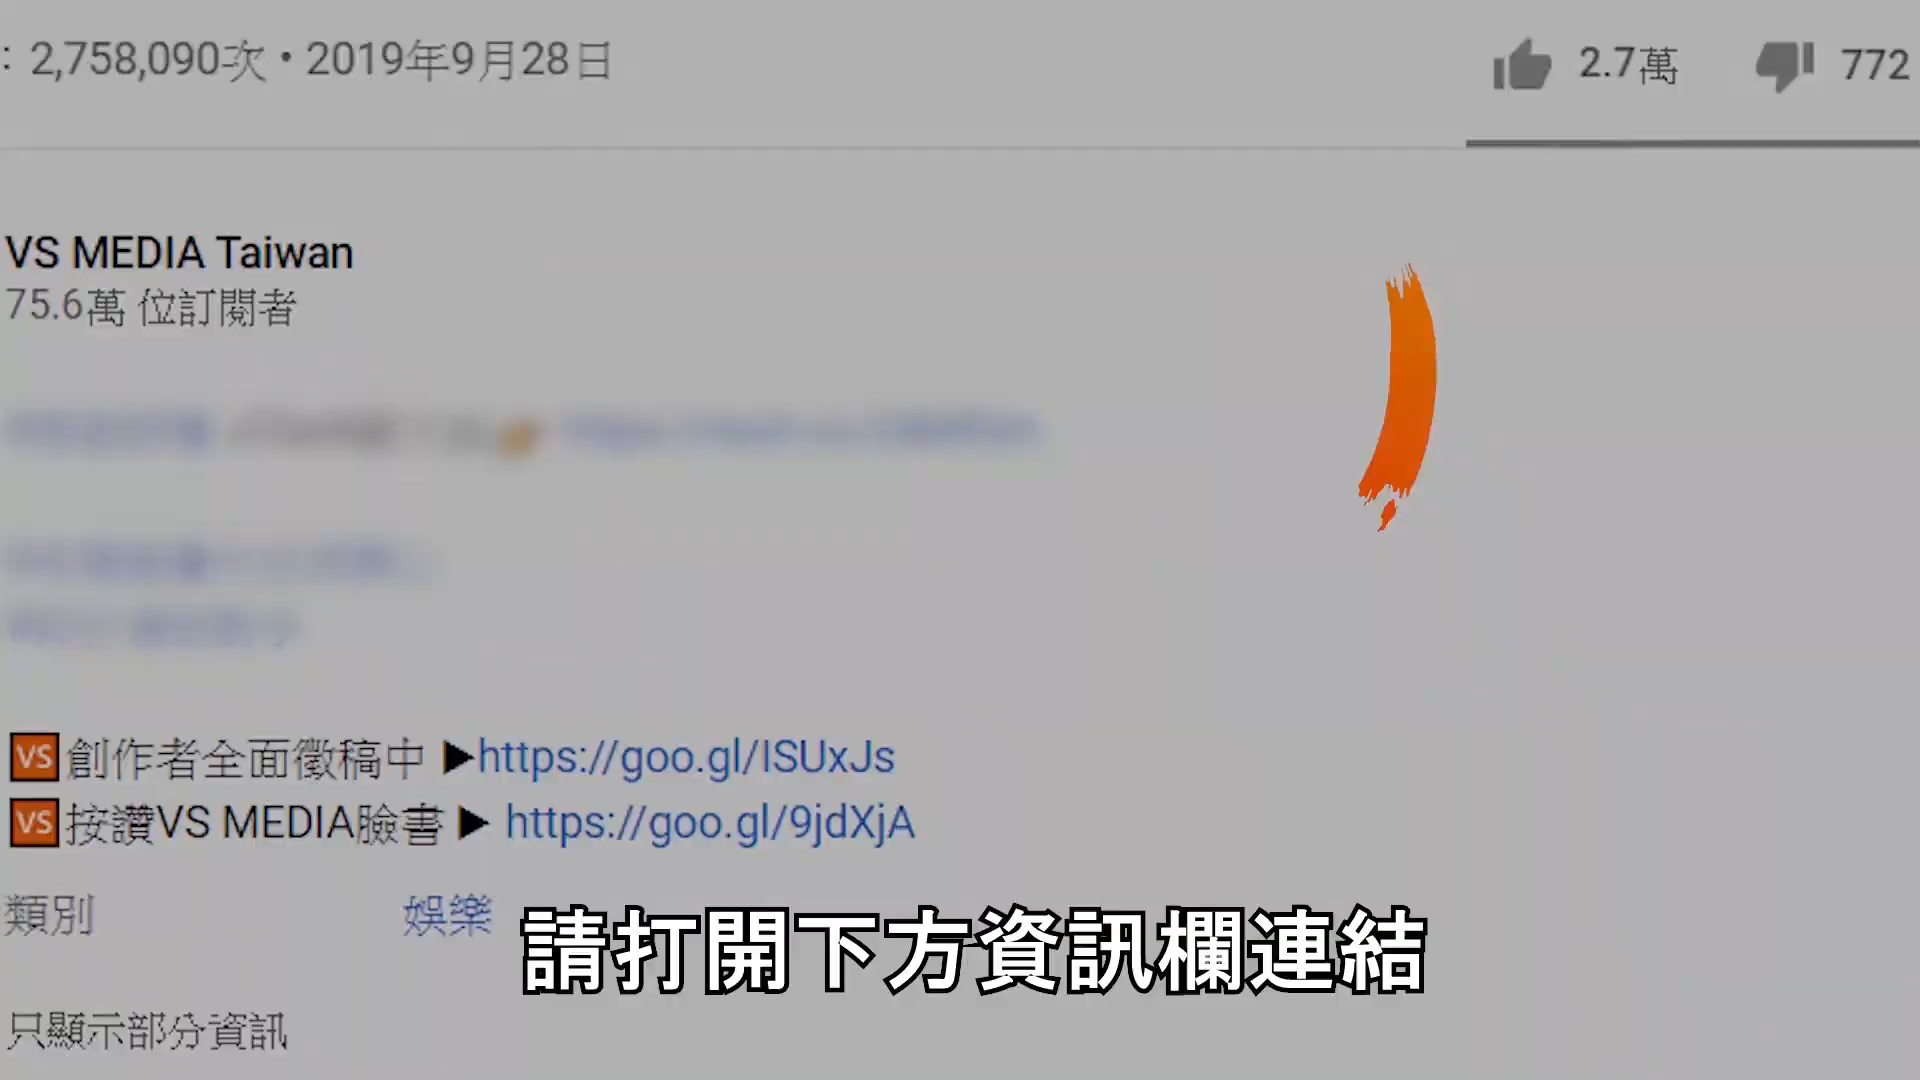 : 2,758,090次 • 2019年9月28日
2.7萬
772
VS MEDIA Taiwan
75.6萬 位訂閱者
VS 創作者全面徵稿中 ▶https://goo.gl/ISUxJs
VS 按讚VS MEDIA臉書 ▶ https://goo.gl/9jdXjA
類別 娛樂
請打開下方資訊欄連結
只顯示部分資訊